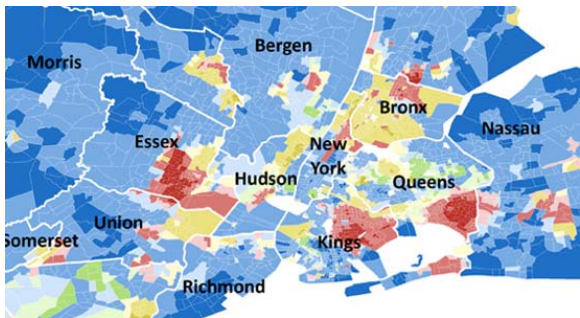 Bergen
Morris
Bronx
Nassau
Essex
New
York
Hudson
Queens
Union
Somerset
Kings
Richmond